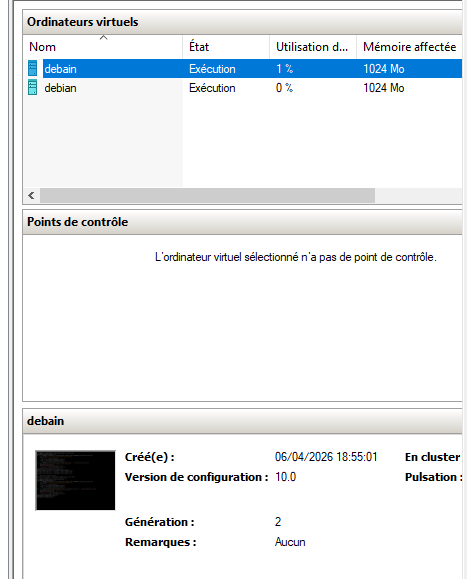 Ordinateurs virtuels
Nom État Utilisation d... Mémoire affectée
debain Exécution 1 % 1024 Mo
debian Exécution 0 % 1024 Mo
Points de contrôle
L'ordinateur virtuel sélectionné n'a pas de point de contrôle.
debain
Créé(e) : 06/04/2026 18:55:01 En cluster
Version de configuration : 10.0 Pulsation :
Génération : 2
Remarques : Aucun